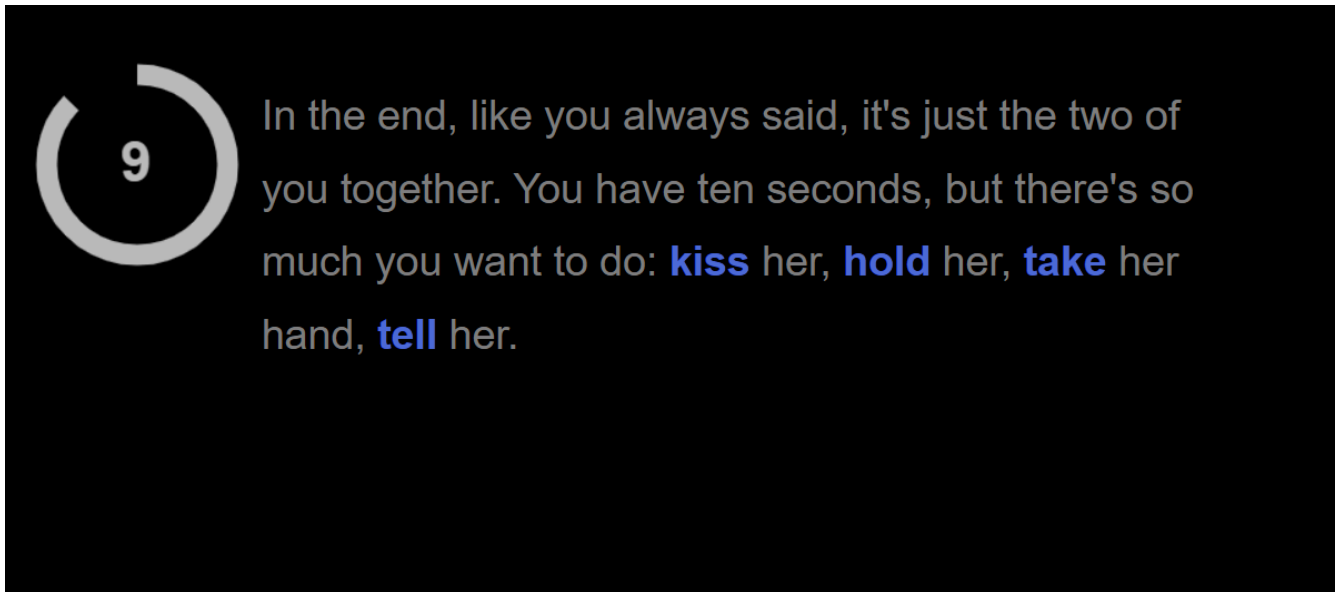 9
In the end, like you always said, it's just the two of
you together. You have ten seconds, but there's so
much you want to do: kiss her, hold her, take her
hand, tell her.